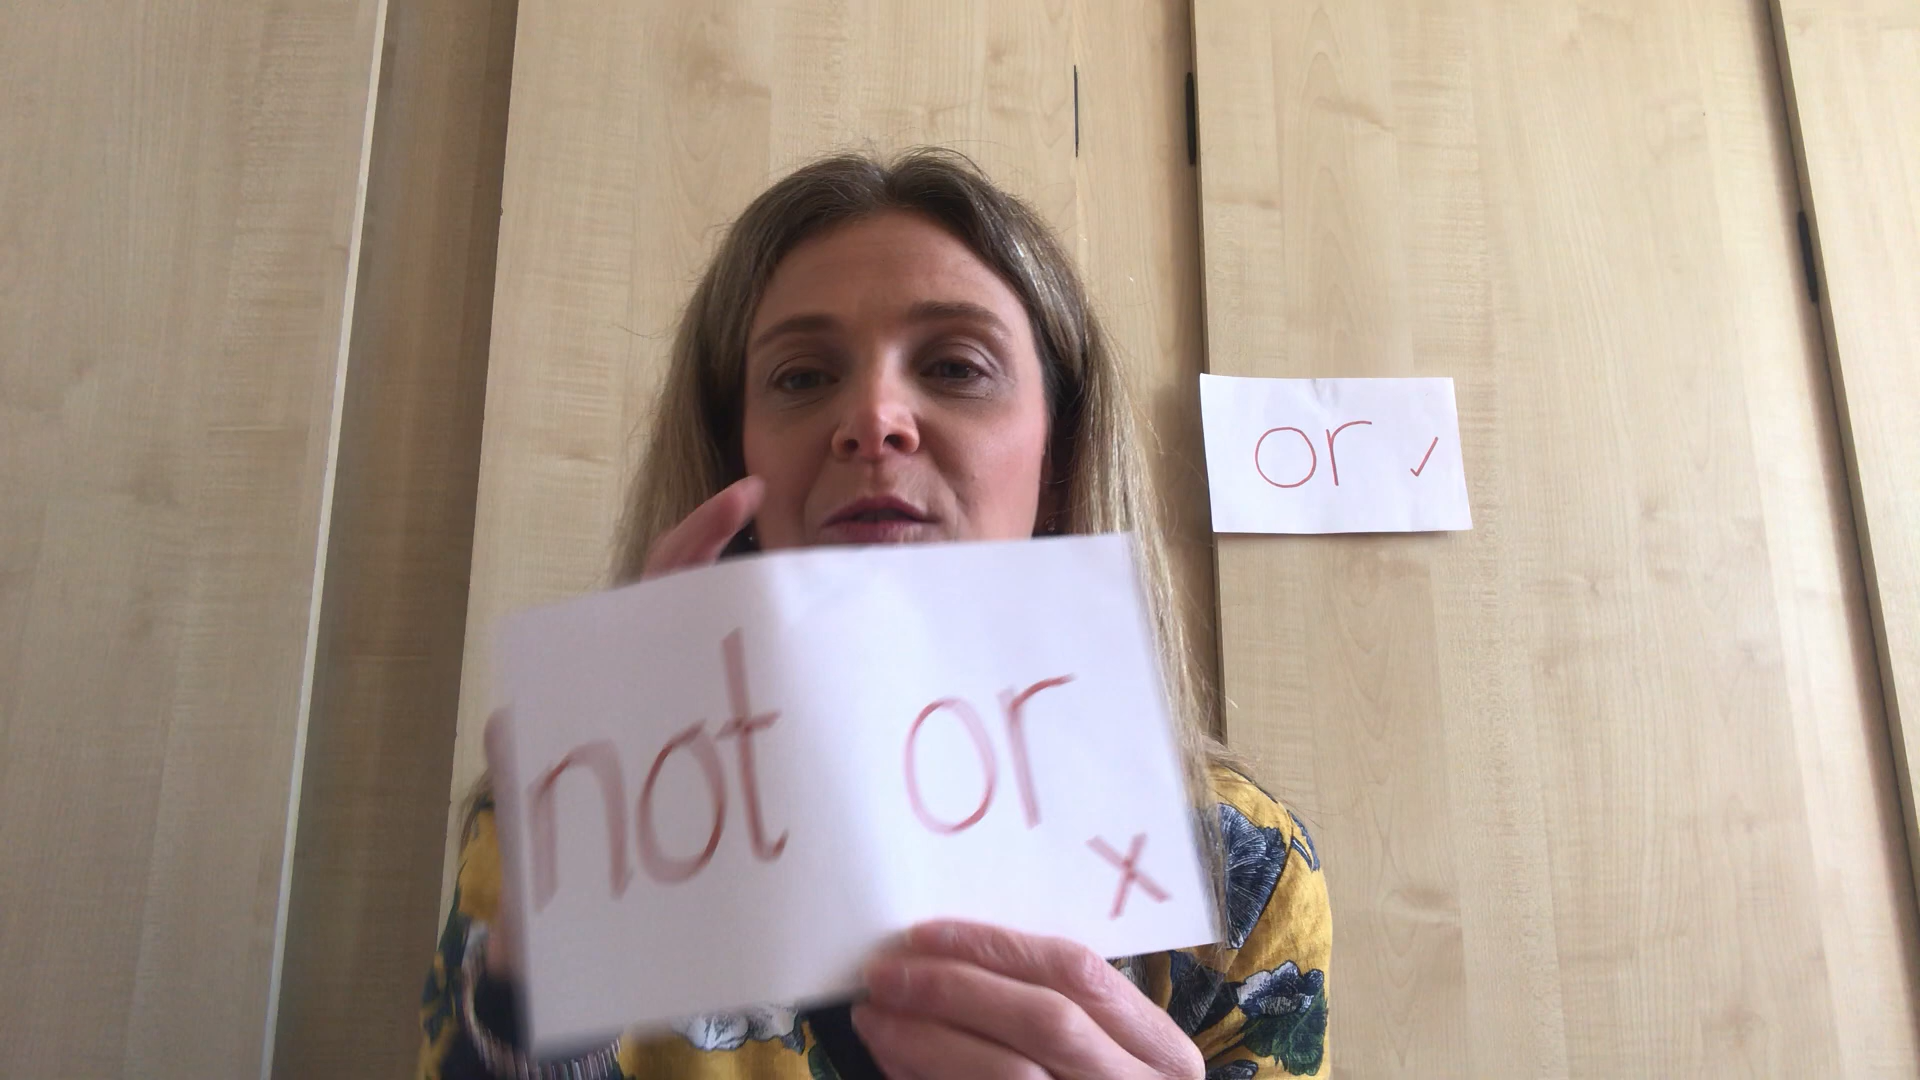 or ✓
not or x